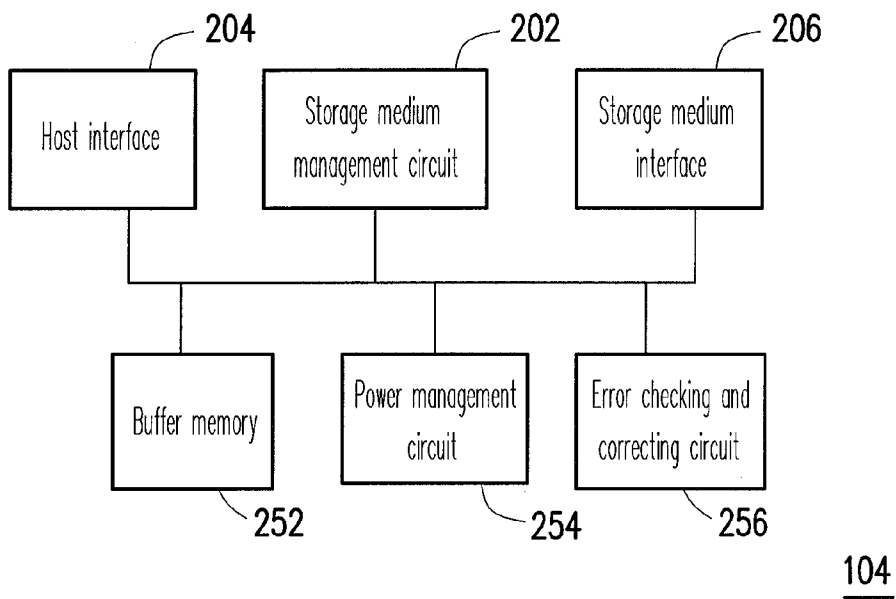 204
202
206
Host interface
Storage medium
management circuit
Storage medium
interface
Buffer memory
Power management
circuit
Error checking and
correcting circuit
252
254
256
104